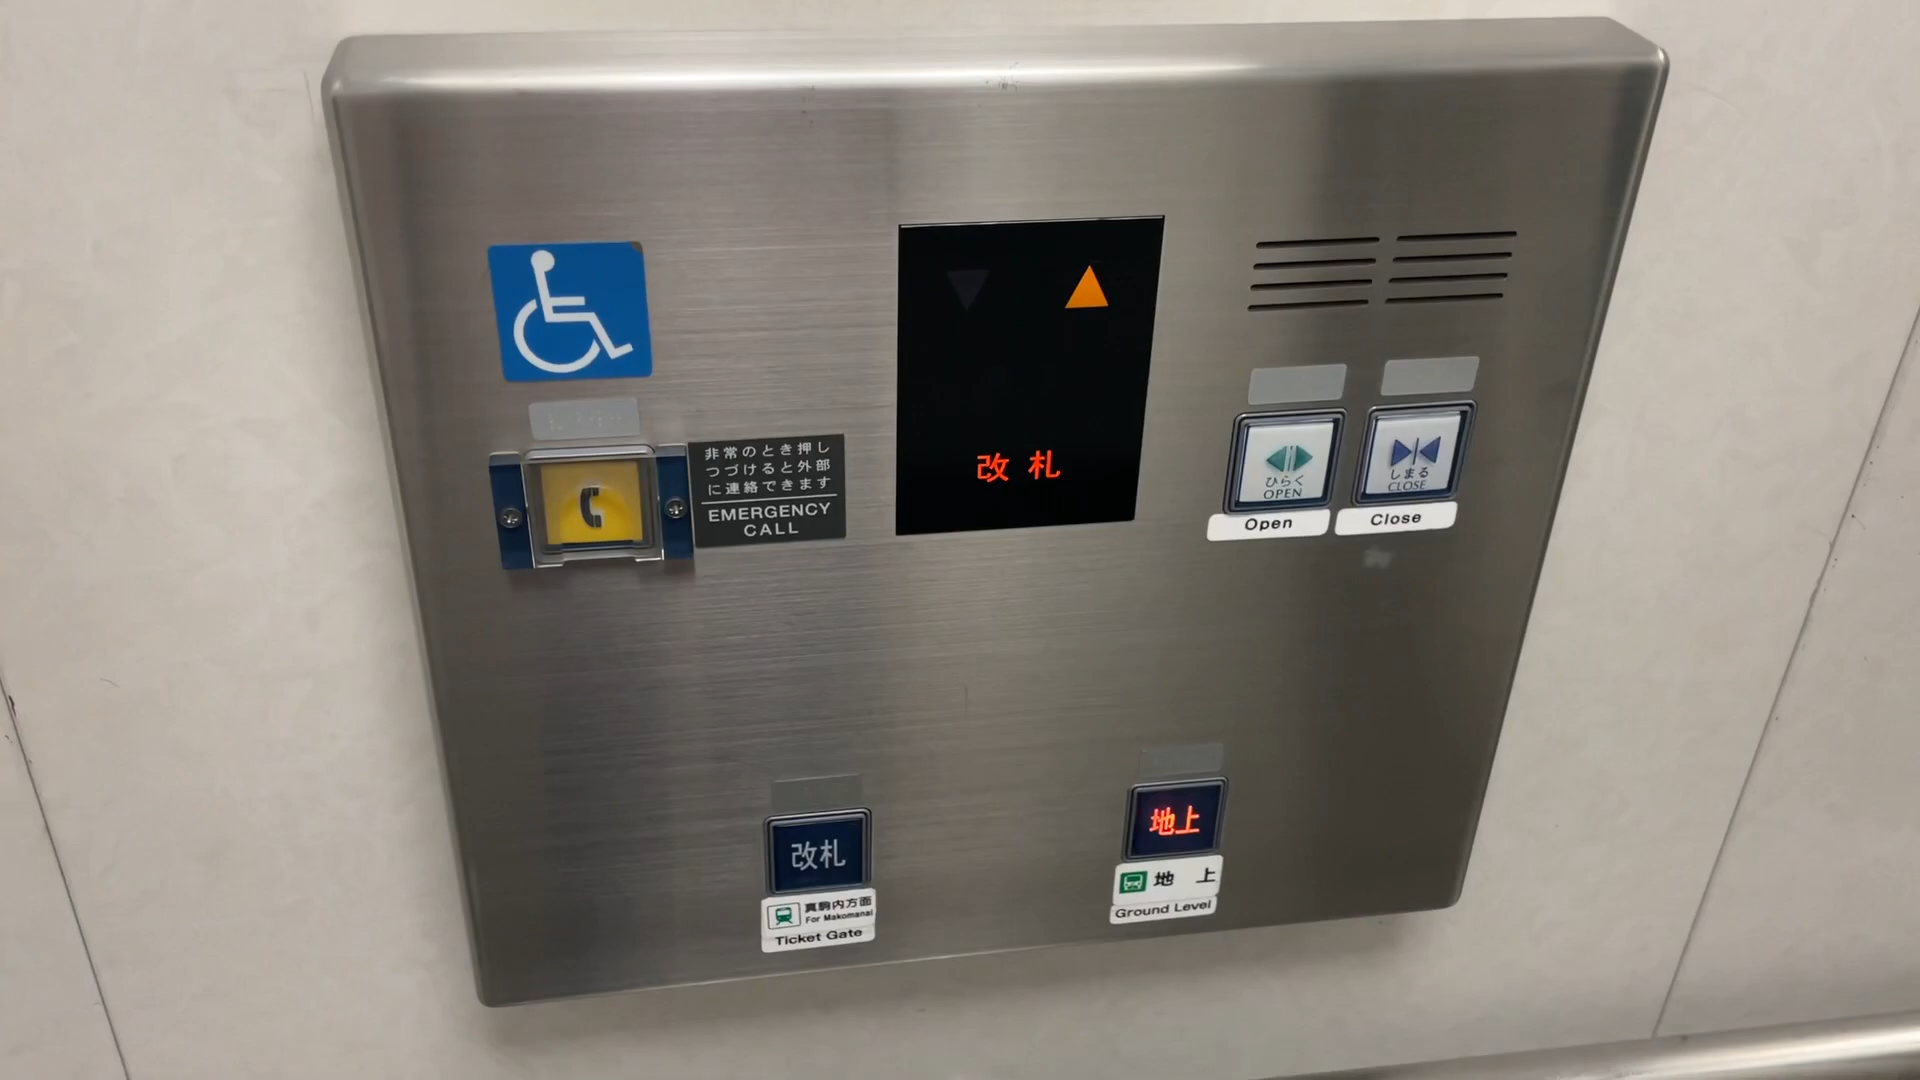 非常のとき押し
つづけると外部
に連絡できます
EMERGENCY
CALL
改札
ひらく
OPEN
Open
しまる
CLOSE
Close
改札
真駒内方面
For Makomanai
Ticket Gate
地上
地 上
Ground Level